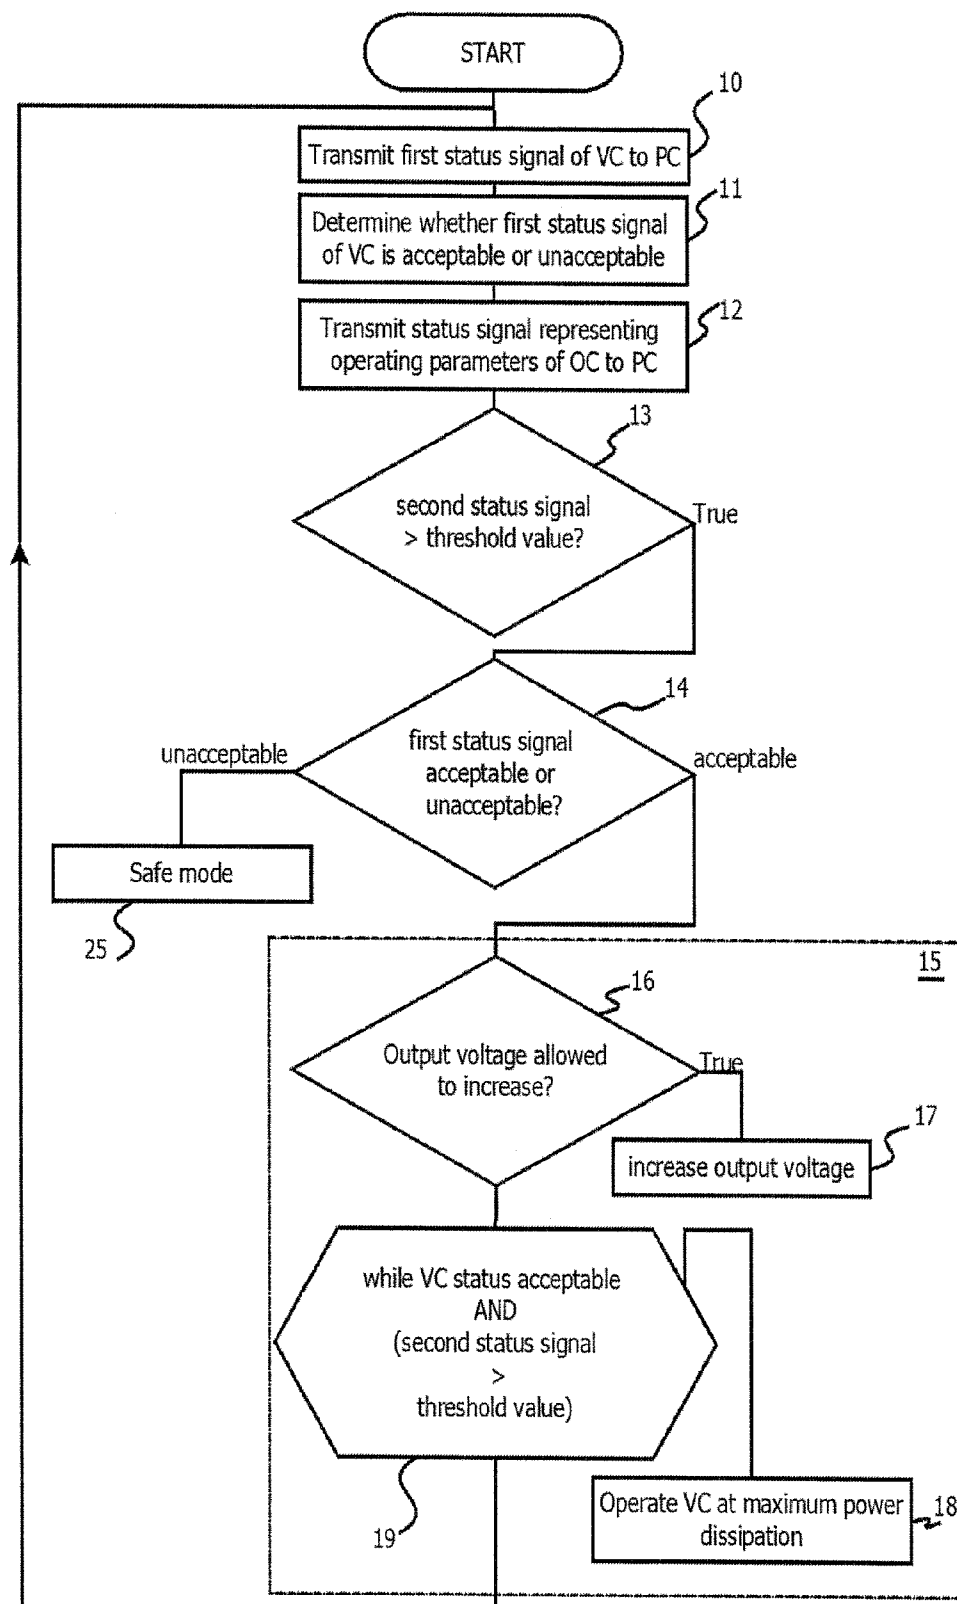 START
10
Transmit first status signal of VC to PC
11
Determine whether first status signal
of VC is acceptable or unacceptable
12
Transmit status signal representing
operating parameters of OC to PC
13
second status signal
> threshold value?
True
14
first status signal
acceptable or
unacceptable?
unacceptable
acceptable
Safe mode
25
15
16
Output voltage allowed
to increase?
True
17
increase output voltage
while VC status acceptable
AND
(second status signal
>
threshold value)
Operate VC at maximum power
dissipation
18
19